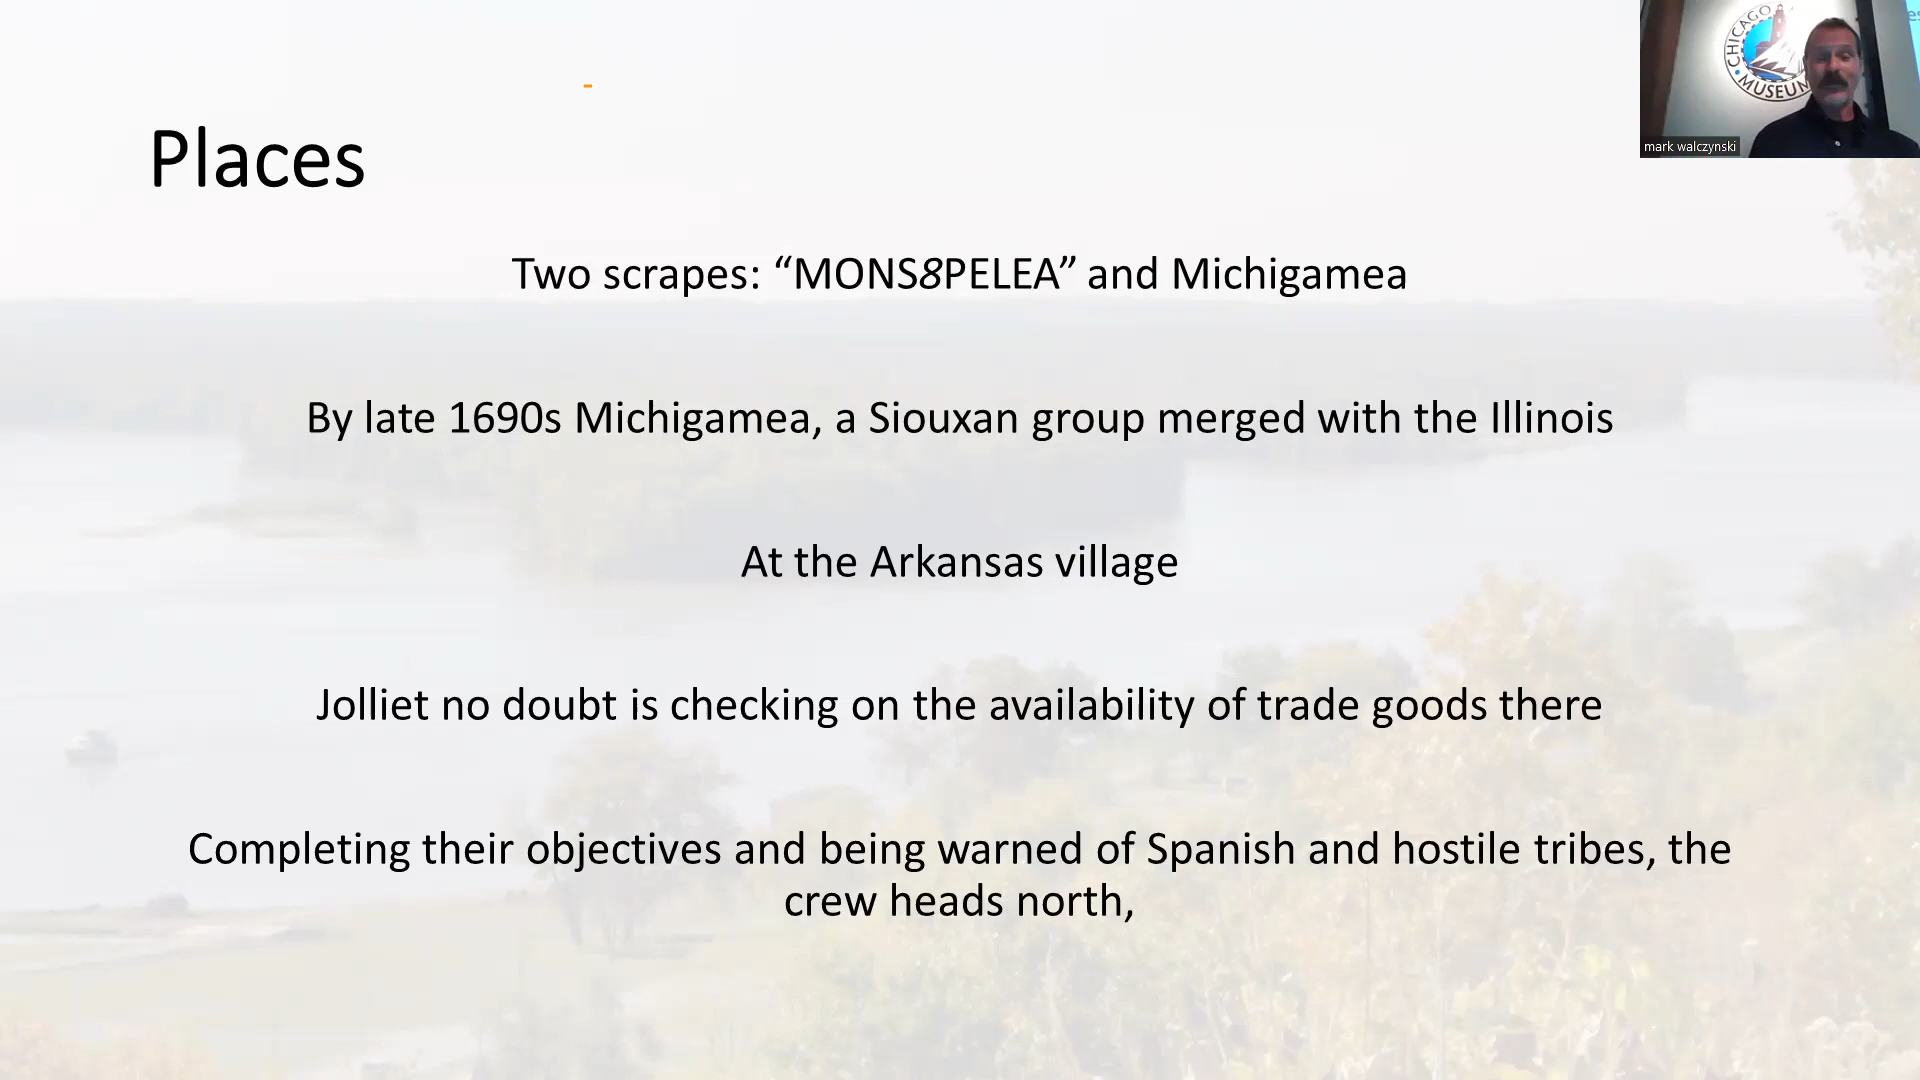 Places
Two scrapes: “MONS8PELEA” and Michigamea
By late 1690s Michigamea, a Siouxan group merged with the Illinois
At the Arkansas village
Jolliet no doubt is checking on the availability of trade goods there
Completing their objectives and being warned of Spanish and hostile tribes, the
crew heads north,
CHICAGO
MUSEUM
mark walczynski